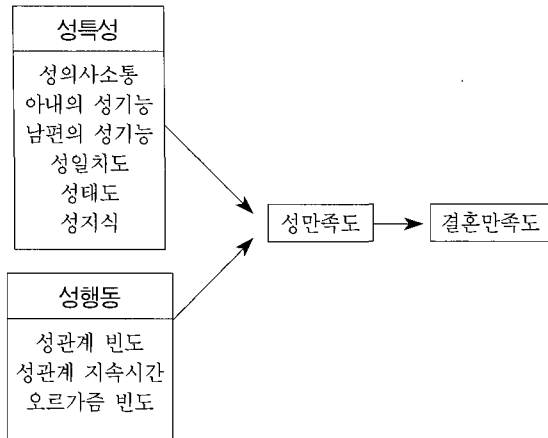 성특성
성의사소통
아내의 성기능
남편의 성기능
성일치도
성태도
성지식
성만족도
결혼만족도
성행동
성관계 빈도
성관계 지속시간
오르가즘 빈도